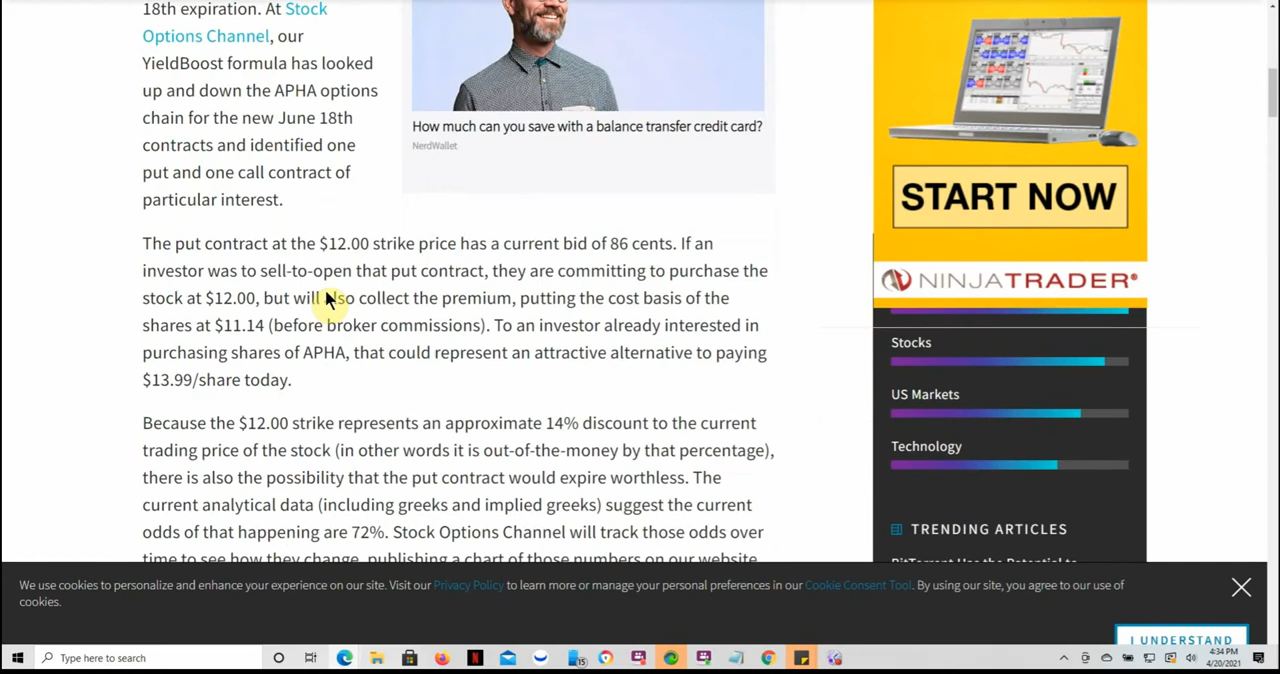 18th expiration. At Stock
Options Channel, our
YieldBoost formula has looked
up and down the APHA options
chain for the new June 18th
contracts and identified one
put and one call contract of
particular interest.
How much can you save with a balance transfer credit card?
NerdWallet
The put contract at the $12.00 strike price has a current bid of 86 cents. If an
investor was to sell-to-open that put contract, they are committing to purchase the
stock at $12.00, but will also collect the premium, putting the cost basis of the
shares at $11.14 (before broker commissions). To an investor already interested in
purchasing shares of APHA, that could represent an attractive alternative to paying
$13.99/share today.
Because the $12.00 strike represents an approximate 14% discount to the current
trading price of the stock (in other words it is out-of-the-money by that percentage),
there is also the possibility that the put contract would expire worthless. The
current analytical data (including greeks and implied greeks) suggest the current
odds of that happening are 72%. Stock Options Channel will track those odds over
time to see how they change, publishing a chart of those numbers on our website
START NOW
NINJATRADER®
Stocks
US Markets
Technology
TRENDING ARTICLES
BitTorrent Has the Potential to
We use cookies to personalize and enhance your experience on our site. Visit our Privacy Policy to learn more or manage your personal preferences in our Cookie Consent Tool. By using our site, you agree to our use of
cookies.
I UNDERSTAND
Type here to search
15
4:34 PM
4/20/2021